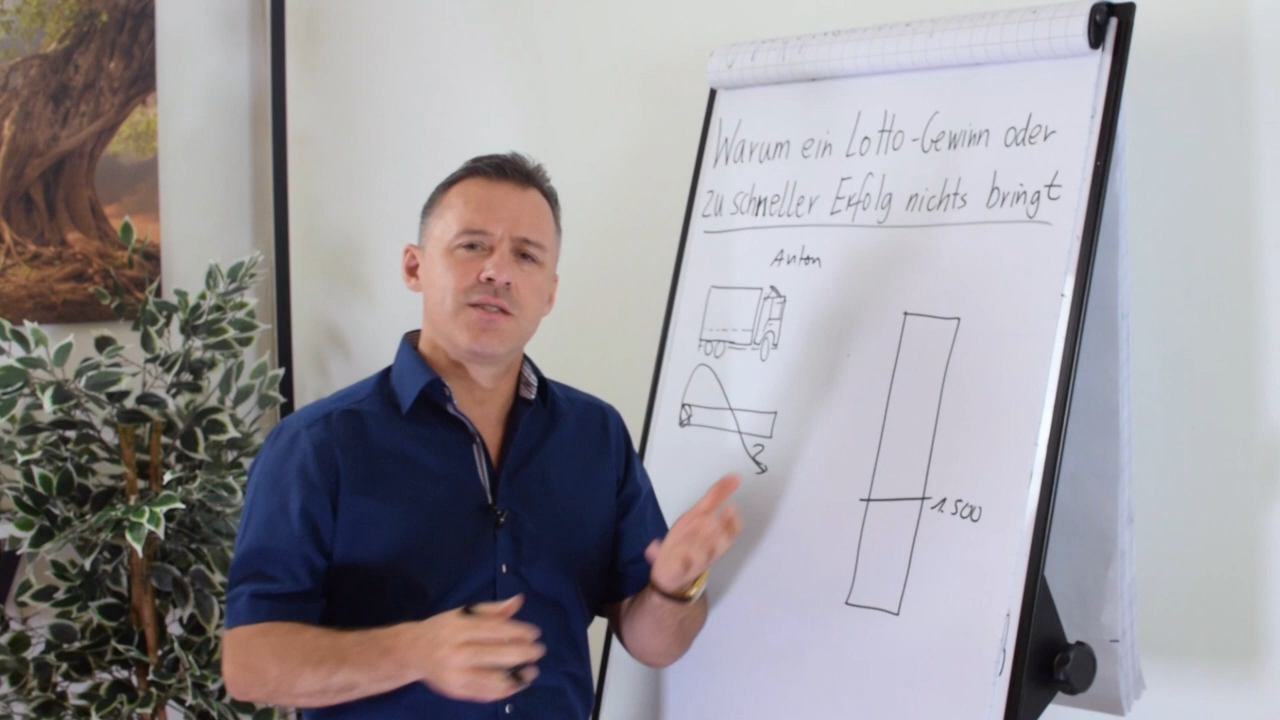 Warum ein Lotto-Gewinn oder
zu schneller Erfolg nichts bringt
Anton
1.500